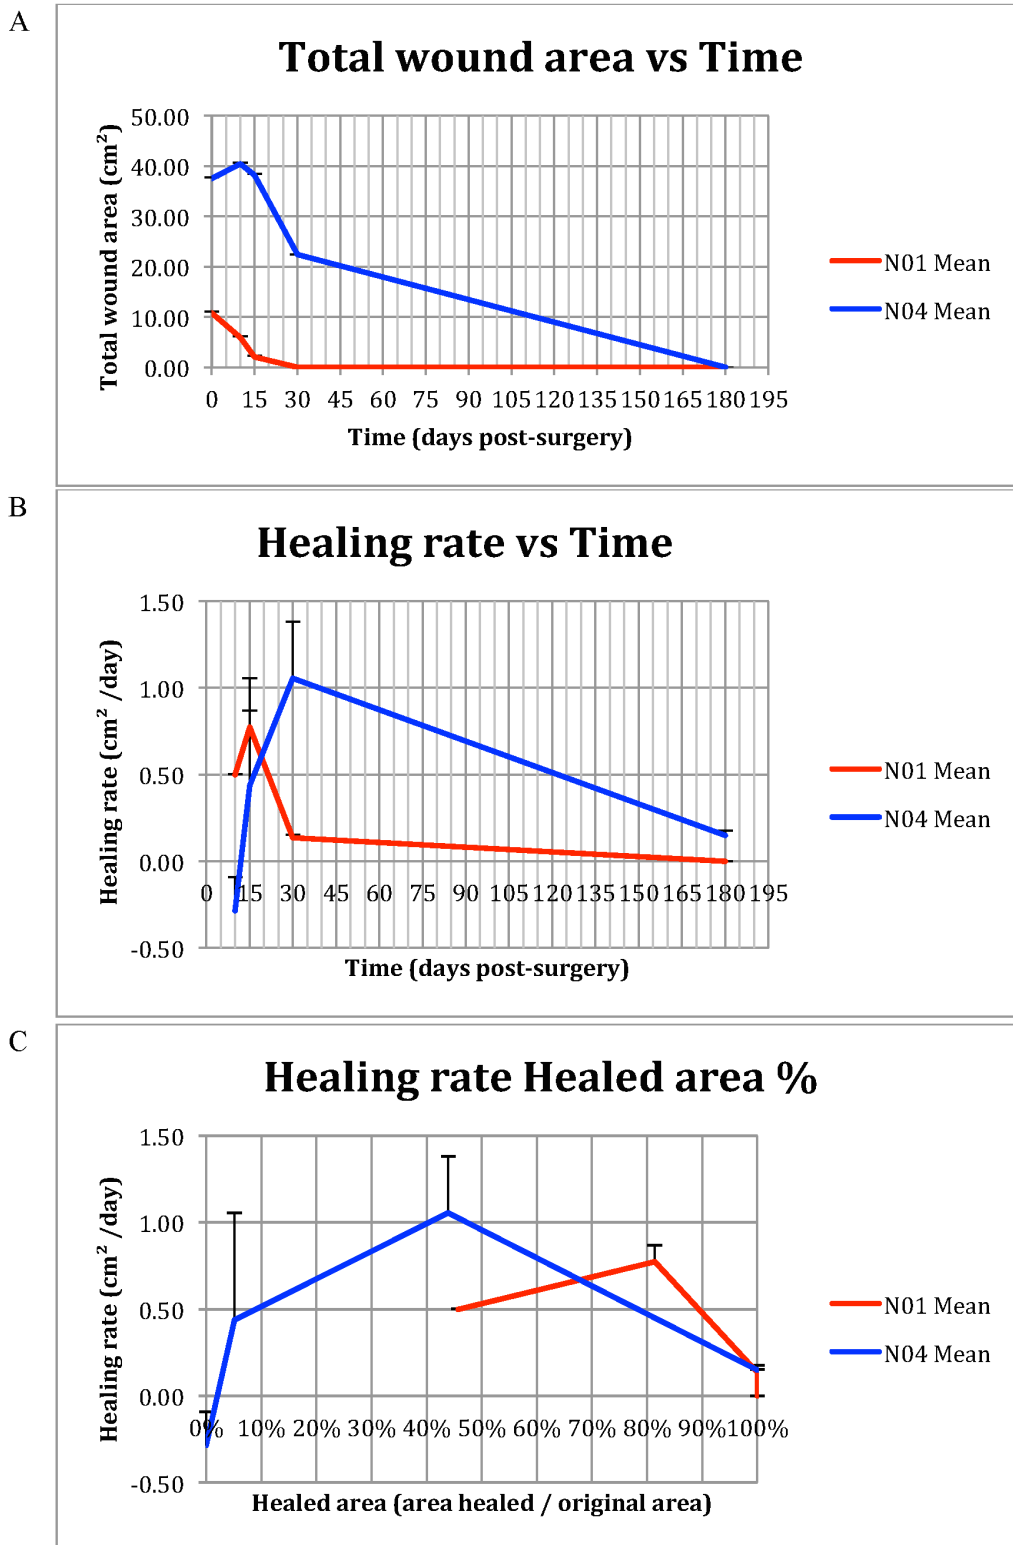 A
Total wound area vs Time
Total wound area (cm²)
50.00
40.00
30.00
20.00
10.00
0.00
0 15 30 45 60 75 90 105 120 135 150 165 180 195
Time (days post-surgery)
N01 Mean
N04 Mean
B
Healing rate vs Time
Healing rate (cm² /day)
1.50
1.00
0.50
0.00
-0.50
0 15 30 45 60 75 90 105 120 135 150 165 180 195
Time (days post-surgery)
N01 Mean
N04 Mean
C
Healing rate Healed area %
Healing rate (cm² /day)
1.50
1.00
0.50
0.00
-0.50
0% 10% 20% 30% 40% 50% 60% 70% 80% 90% 100%
Healed area (area healed / original area)
N01 Mean
N04 Mean